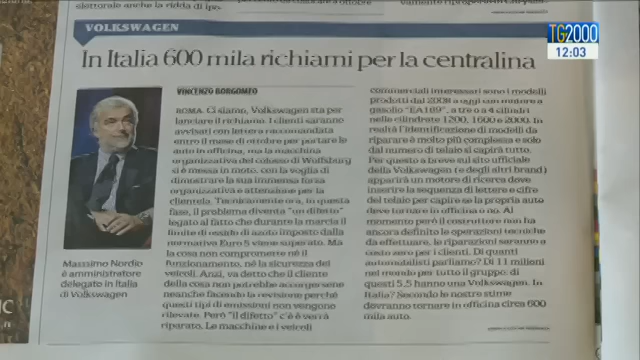 TG2000
12:03
VOLKSWAGEN
In Italia 600 mila richiami per la centralina
VINCENZO BORGOMEO
ROMA. Ci siamo, Volkswagen sta per
lanciare il richiamo. I clienti saranno
avvisati con lettera raccomandata
entro il mese di ottobre per portare le
auto in officina, ma la macchina
organizzativa del colosso di Wolfsburg
si è messa in moto, con la voglia di
dimostrare la sua immensa forza
organizzativa e attenzione per la
clientela. Tecnicamente ora, in questa
fase, il problema diventa "un difetto"
legato al fatto che durante la marcia il
limite di ossido di azoto imposto dalla
normativa Euro 5 viene superato. Ma
la cosa non compromette né il
funzionamento, né la sicurezza dei
veicoli. Anzi, va detto che il cliente
della cosa non potrebbe accorgersene
neanche facendo la revisione perché
questi tipi di emissioni non vengono
rilevate. Però "il difetto" c'è e verrà
riparato. Le macchine e i veicoli
commerciali interessati sono i modelli
prodotti dal 2008 a oggi con motore a
gasolio "EA189", a tre o a 4 cilindri
nelle cilindrate 1200, 1600 e 2000. In
realtà l'identificazione di modelli da
riparare è molto più complessa e solo
dal numero di telaio si capirà tutto.
Per questo a breve sul sito ufficiale
della Volkswagen (e degli altri brand)
apparirà un motore di ricerca dove
inserire la sequenza di lettere e cifre
del telaio per capire se la propria auto
deve tornare in officina o no. Al
momento però il costruttore non ha
ancora definito le operazioni tecniche
da effettuare, le riparazioni saranno a
costo zero per i clienti. Di quanti
automobilisti parliamo? Di 11 milioni
nel mondo per tutto il gruppo: di
questi 5,5 hanno una Volkswagen. In
Italia? Secondo le nostre stime
dovranno tornare in officina circa 600
mila auto.
Massimo Nordio
è amministratore
delegato in Italia
di Volkswagen